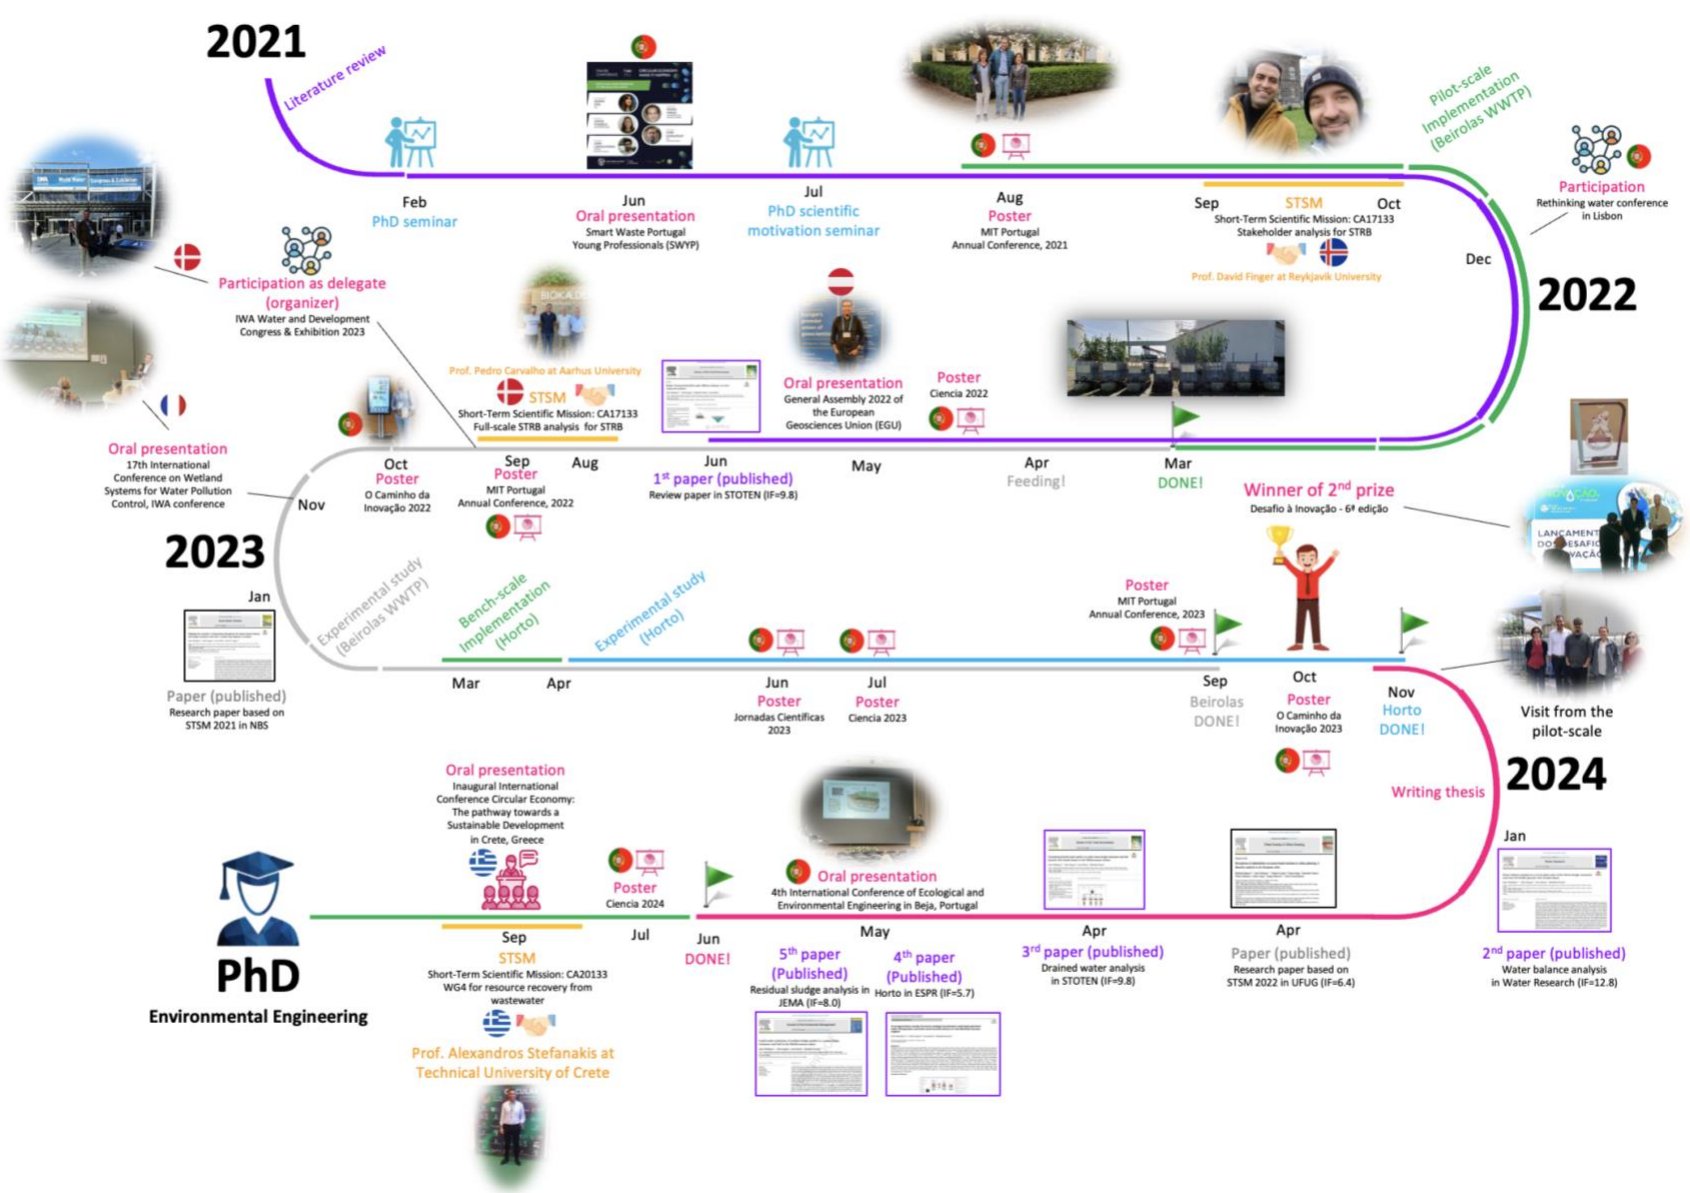 2021
Literature review
Feb
PhD seminar
Jun
Oral presentation
Smart Waste Portugal
Young Professionals (SWYP)
Jul
PhD scientific
motivation seminar
Aug
Poster
MIT Portugal
Annual Conference, 2021
Sep
STSM
Oct
Short-Term Scientific Mission: CA17133
Stakeholder analysis for STRB
Prof. David Finger at Reykjavik University
Pilot-scale
Implementation
(Beirolas WWTP)
Participation
Rethinking water conference
in Lisbon
Dec
2022
Mar
DONE!
Apr
Feeding!
Poster
Ciencia 2022
May
Oral presentation
General Assembly 2022 of
the European
Geosciences Union (EGU)
Jun
1st paper (published)
Review paper in STOTEN (IF=9.8)
Prof. Pedro Carvalho at Aarhus University
STSM
Short-Term Scientific Mission: CA17133
Full-scale STRB analysis for STRB
Aug
Sep
Poster
MIT Portugal
Annual Conference, 2022
Participation as delegate
(organizer)
IWA Water and Development
Congress & Exhibition 2023
Oct
Poster
O Caminho da
Inovação 2022
Nov
Oral presentation
17th International
Conference on Wetland
Systems for Water Pollution
Control, IWA conference
2023
Jan
Paper (published)
Research paper based on
STSM 2021 in NBS
Experimental study
(Beirolas WWTP)
Bench-scale
Implementation
(Horto)
Mar
Apr
Experimental study
(Horto)
Jun
Poster
Jornadas Científicas
2023
Jul
Poster
Ciencia 2023
Poster
MIT Portugal
Annual Conference, 2023
Sep
Beirolas
DONE!
Winner of 2nd prize
Desafio à Inovação - 6ª edição
LANÇAMENT
Oct
Poster
O Caminho da
Inovação 2023
Nov
Horto
DONE!
Visit from the
pilot-scale
2024
Writing thesis
Jan
2nd paper (published)
Water balance analysis
in Water Research (IF=12.8)
Apr
Paper (published)
Research paper based on
STSM 2022 in UFUG (IF=6.4)
Apr
3rd paper (published)
Drained water analysis
in STOTEN (IF=9.8)
Oral presentation
4th International Conference of Ecological and
Environmental Engineering in Beja, Portugal
May
4th paper
(Published)
Horto in ESPR (IF=5.7)
5th paper
(Published)
Residual sludge analysis in
JEMA (IF=8.0)
Jun
DONE!
Poster
Ciencia 2024
Jul
Oral presentation
Inaugural International
Conference Circular Economy:
The pathway towards a
Sustainable Development
in Crete, Greece
Sep
STSM
Short-Term Scientific Mission: CA20133
WG4 for resource recovery from
wastewater
Prof. Alexandros Stefanakis at
Technical University of Crete
PhD
Environmental Engineering